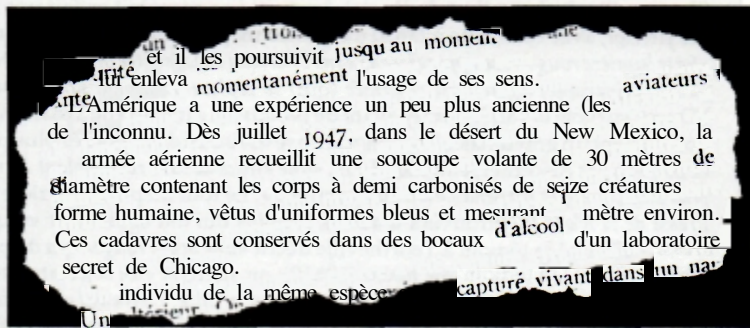 et il les poursuivit jusqu'au moment
lui enleva momentanément l'usage de ses sens.
L'Amérique a une expérience un peu plus ancienne (les aviateurs
de l'inconnu. Dès juillet 1947, dans le désert du New Mexico, la
armée aérienne recueillit une soucoupe volante de 30 mètres de
diamètre contenant les corps à demi carbonisés de seize créatures
forme humaine, vêtus d'uniformes bleus et mesurant 1 mètre environ.
Ces cadavres sont conservés dans des bocaux d'alcool d'un laboratoire
secret de Chicago.
Un individu de la même espèce capturé vivant dans un